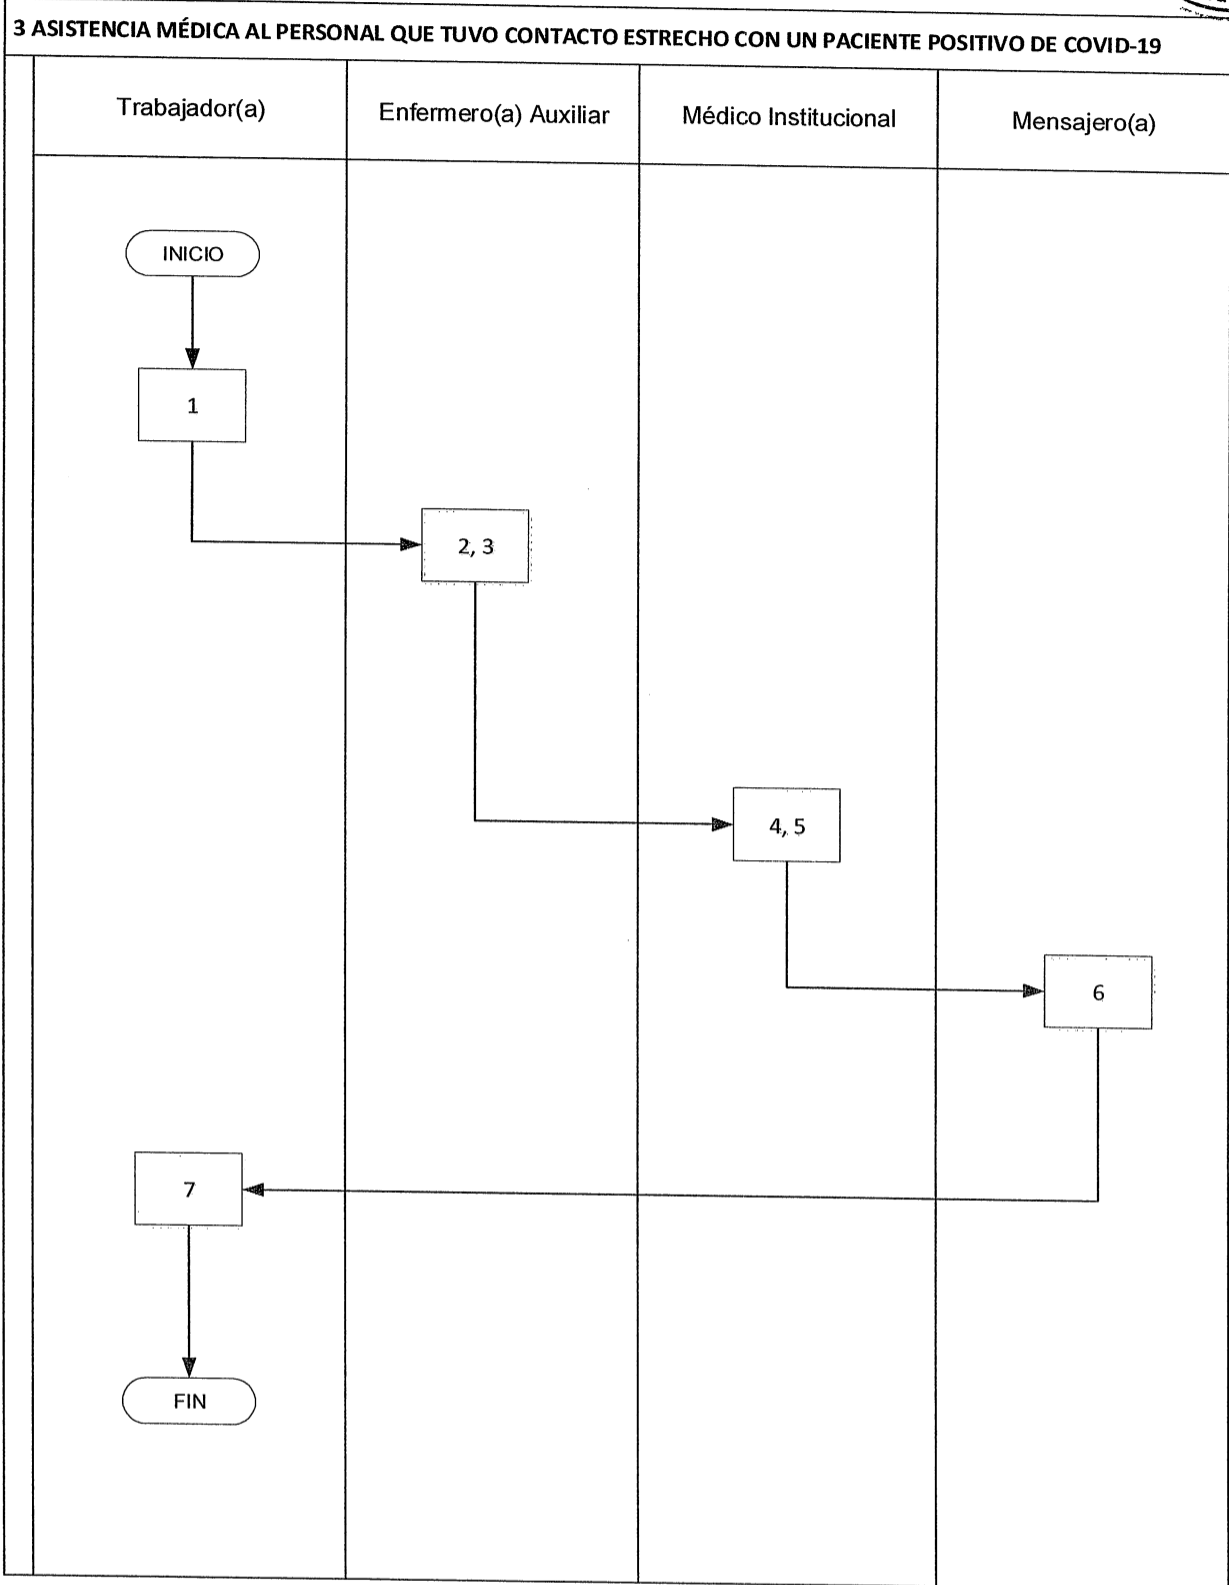 3 ASISTENCIA MÉDICA AL PERSONAL QUE TUVO CONTACTO ESTRECHO CON UN PACIENTE POSITIVO DE COVID-19
Trabajador(a)
Enfermero(a) Auxiliar
Médico Institucional
Mensajero(a)
INICIO
1
2, 3
4, 5
6
7
FIN